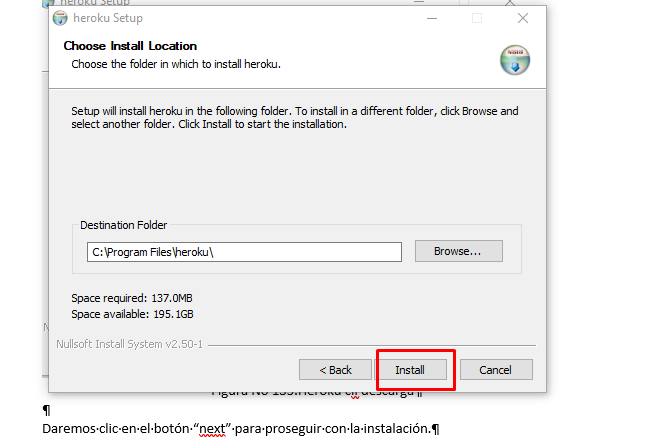 heroku Setup
heroku Setup
Choose Install Location
Choose the folder in which to install heroku.
Setup will install heroku in the following folder. To install in a different folder, click Browse and
select another folder. Click Install to start the installation.
Destination Folder
C:\Program Files\heroku\
Browse...
Space required: 137.0MB
Space available: 195.1GB
Nullsoft Install System v2.50-1
< Back
Install
Cancel
descarga¶
¶
Daremos·clic·en·el·botón·“next”·para·proseguir·con·la·instalación.¶